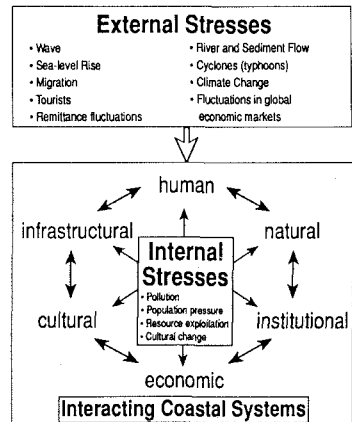 External Stresses
• Wave
• Sea-level Rise
• Migration
• Tourists
• Remittance fluctuations
• River and Sediment Flow
• Cyclones (typhoons)
• Climate Change
• Fluctuations in global
economic markets
human
infrastructural
natural
Internal
Stresses
• Pollution
• Population pressure
• Resource exploitation
• Cultural change
cultural
institutional
economic
Interacting Coastal Systems